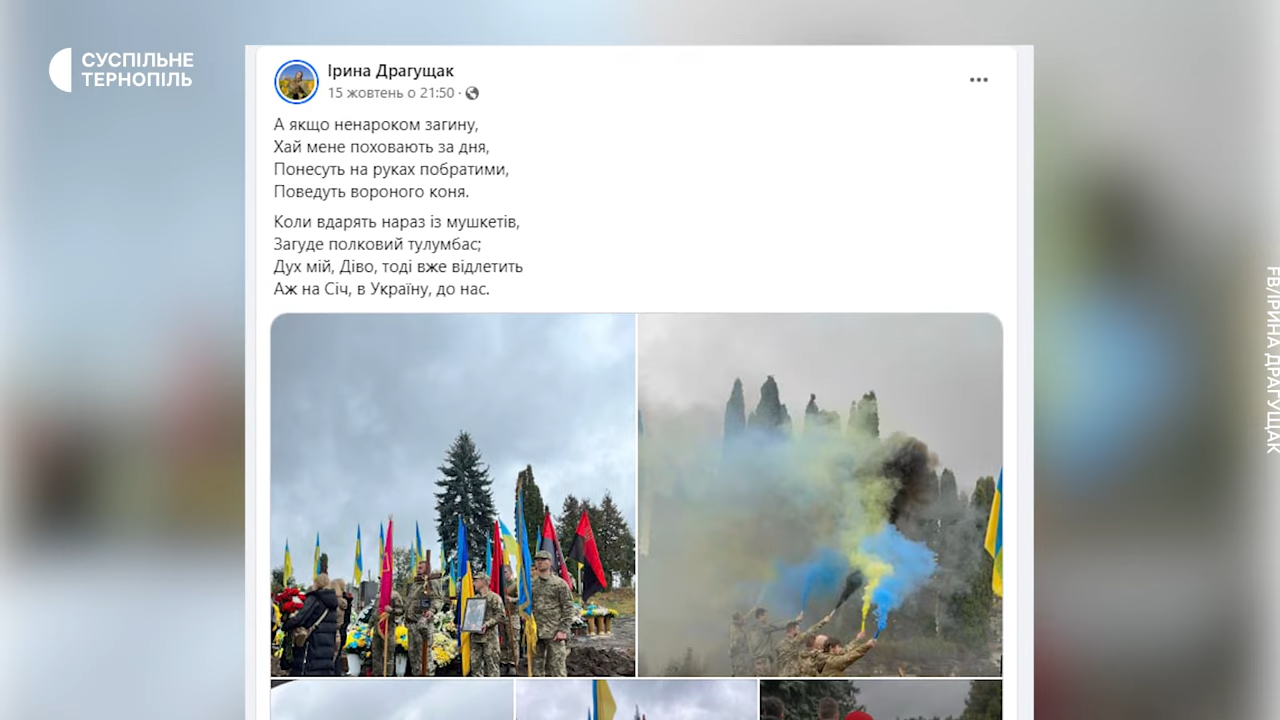 СУСПІЛЬНЕ
ТЕРНОПІЛЬ
Ірина Драгущак
15 жовтень о 21:50 ·
А якщо ненароком загину,
Хай мене поховають за дня,
Понесуть на руках побратими,
Поведуть вороного коня.
Коли вдарять нараз із мушкетів,
Загуде полковий тулумбас;
Дух мій, Діво, тоді вже відлетить
Аж на Січ, в Україну, до нас.
FB/ІРИНА ДРАГУЩАК